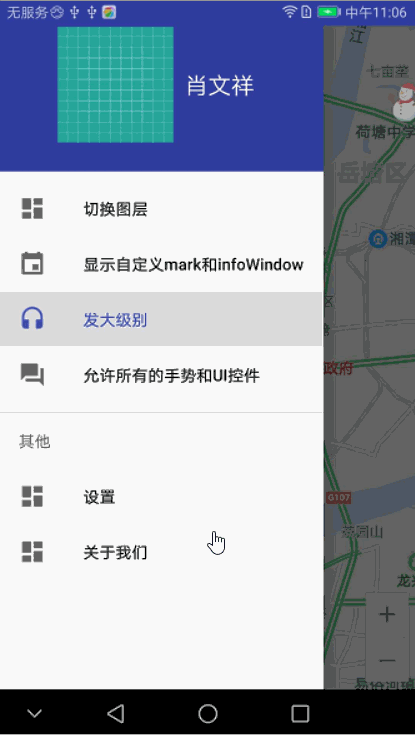 无服务 中午11:06
肖文祥
切换图层
显示自定义mark和infoWindow
发大级别
允许所有的手势和UI控件
其他
设置
关于我们
江
七亩茔
荷塘中学
岳塘区
湘潭
区
政府
G107
花园山
龙